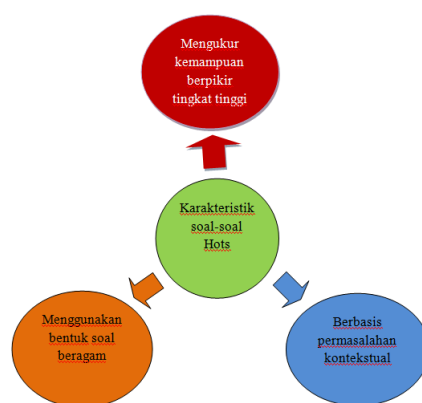 Mengukur
kemampuan
berpikir
tingkat tinggi
Karakteristik
soal-soal
Hots
Menggunakan
bentuk soal
beragam
Berbasis
permasalahan
kontekstual